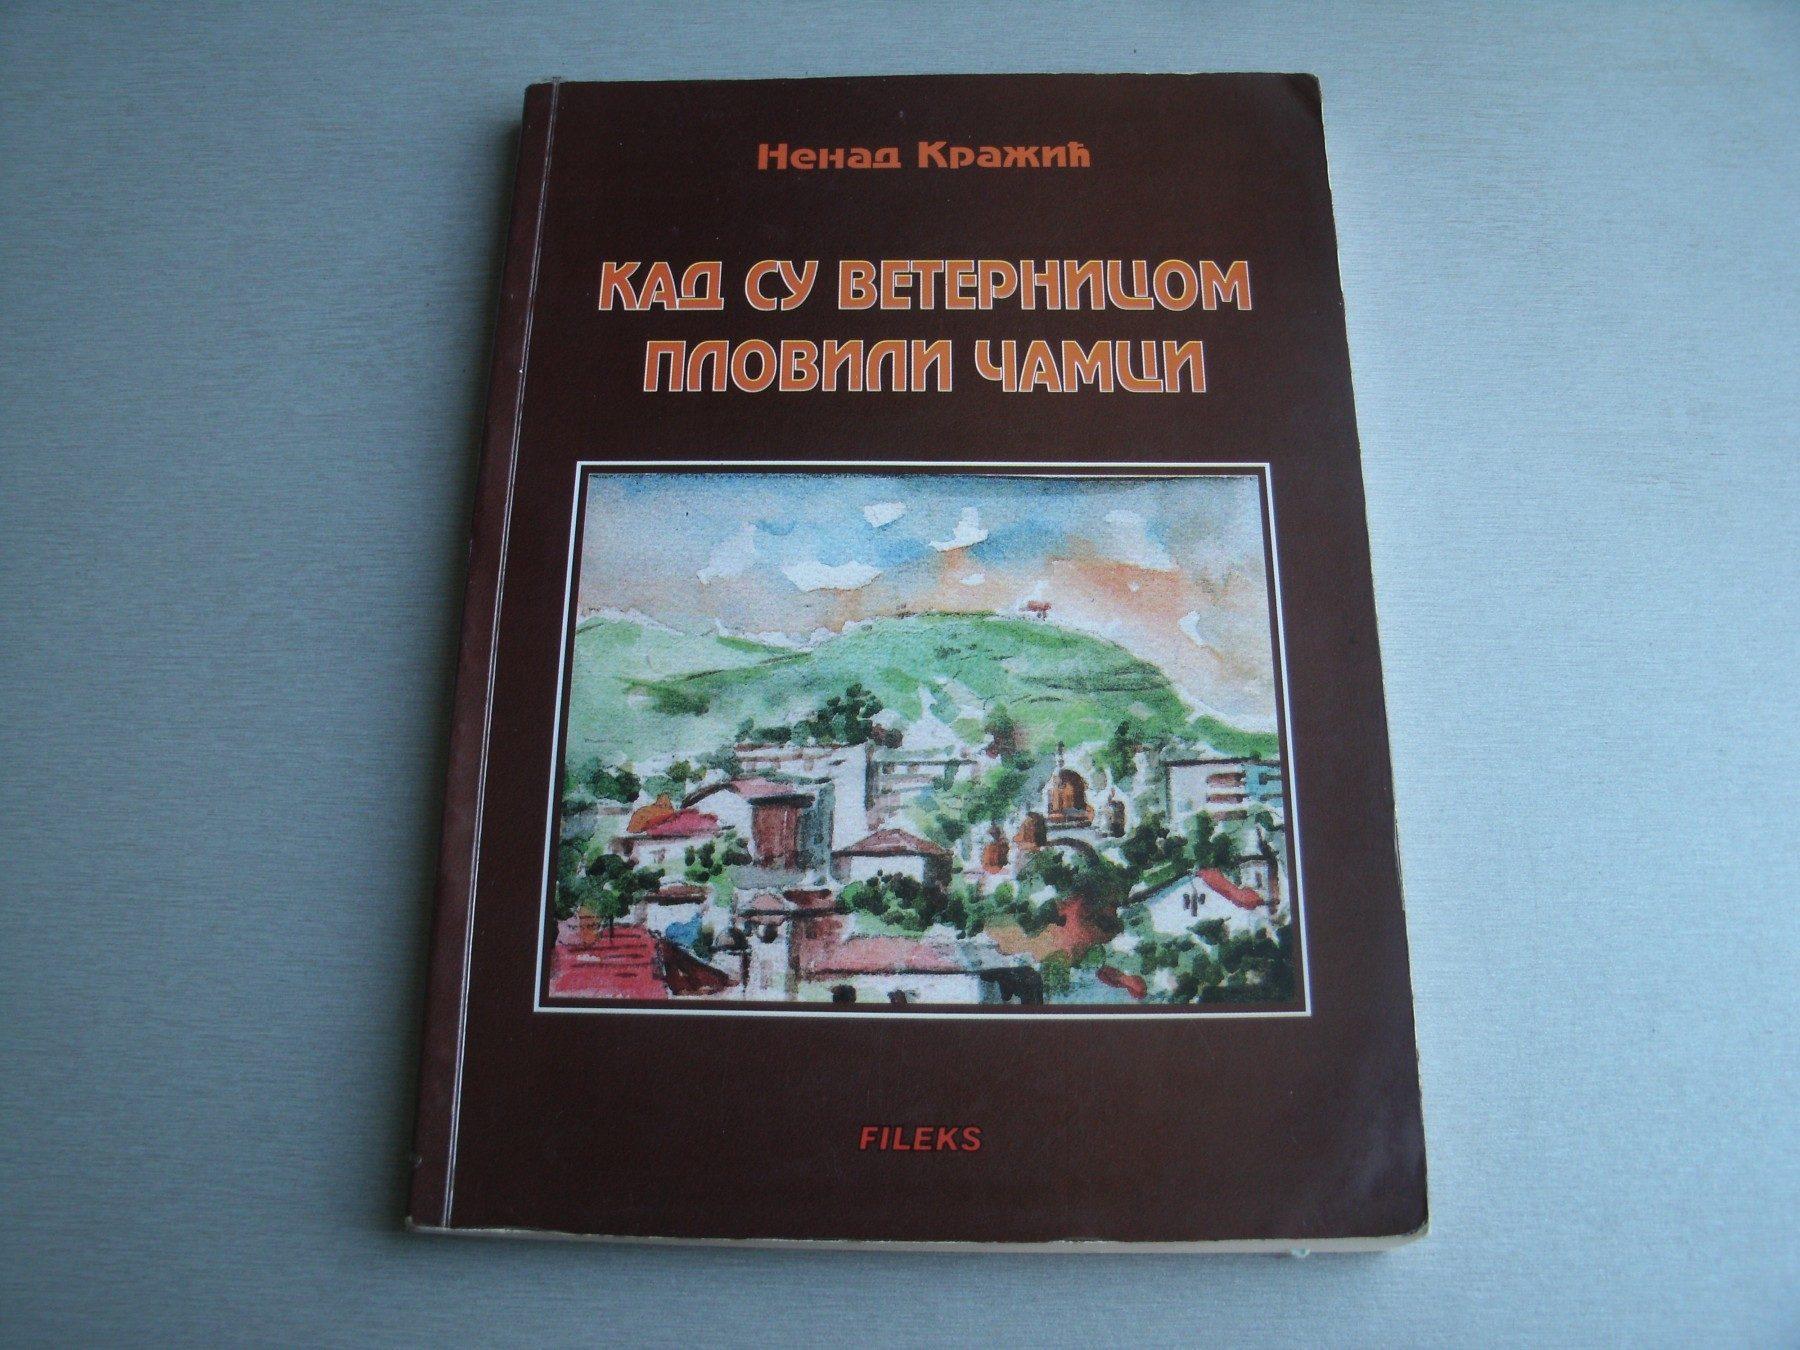 Ненад Кражић
КАД СУ ВЕТЕРНИЦОМ
ПЛОВИЛИ ЧАМЦИ
FILEKS